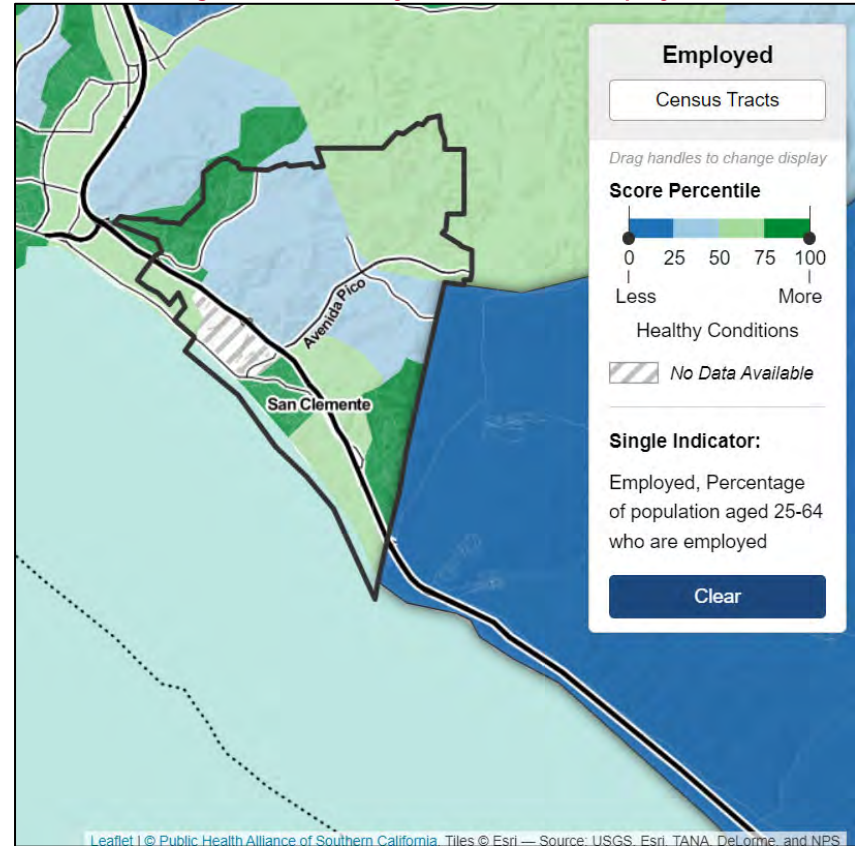 Employed
Census Tracts
Drag handles to change display
Score Percentile
0 25 50 75 100
Less More
Healthy Conditions
No Data Available
Single Indicator:
Employed, Percentage
of population aged 25-64
who are employed
Clear
Avenida Pico
San Clemente
Leaflet | © Public Health Alliance of Southern California, Tiles © Esri — Source: USGS, Esri, TANA, DeLorme, and NPS